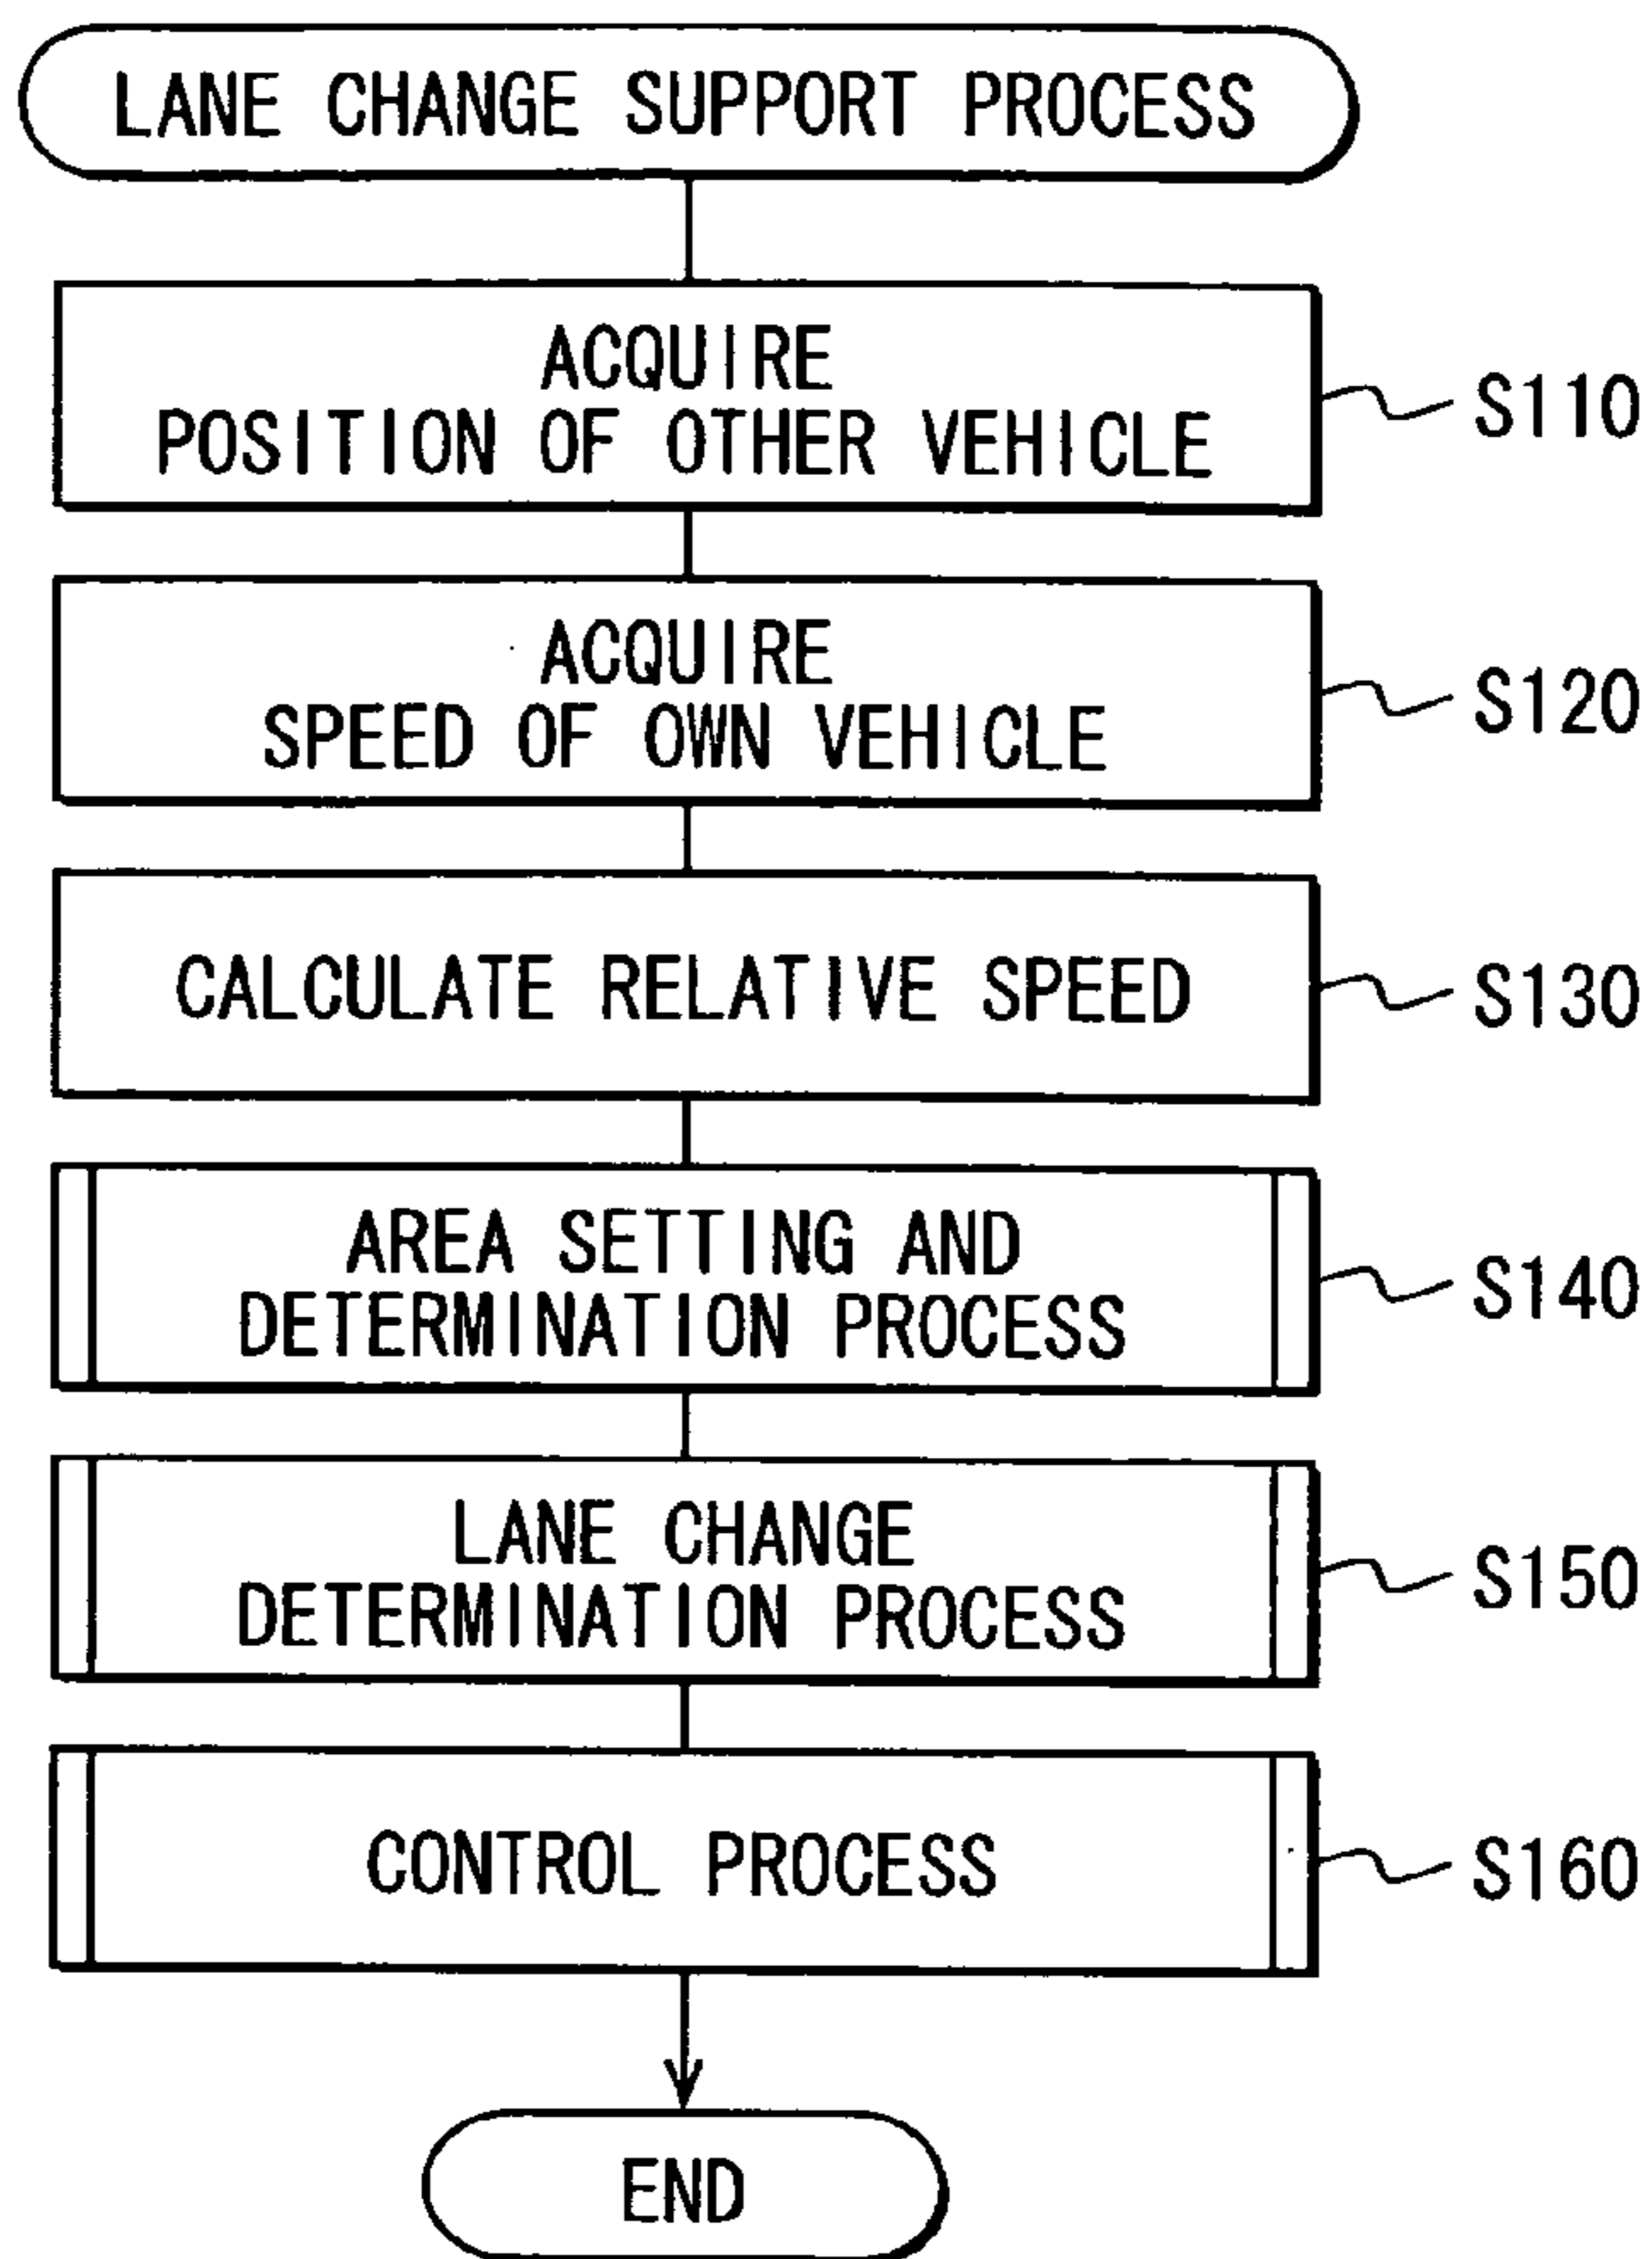 LANE CHANGE SUPPORT PROCESS
ACQUIRE
POSITION OF OTHER VEHICLE
S110
ACQUIRE
SPEED OF OWN VEHICLE
S120
CALCULATE RELATIVE SPEED
S130
AREA SETTING AND
DETERMINATION PROCESS
S140
LANE CHANGE
DETERMINATION PROCESS
S150
CONTROL PROCESS
S160
END